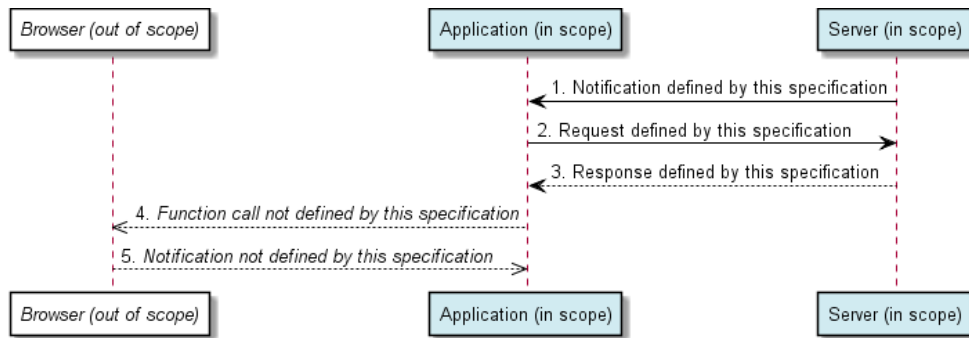 Browser (out of scope)
Application (in scope)
Server (in scope)
1. Notification defined by this specification
2. Request defined by this specification
3. Response defined by this specification
4. Function call not defined by this specification
5. Notification not defined by this specification
Browser (out of scope)
Application (in scope)
Server (in scope)